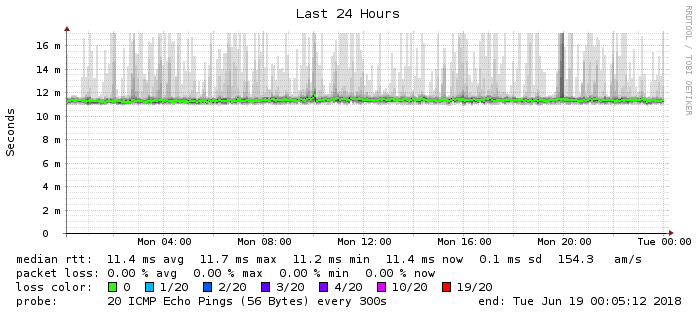 Last 24 Hours
RRDTOOL / TOBI OETIKER
Seconds
16 m
14 m
12 m
10 m
8 m
6 m
4 m
2 m
0
Mon 04:00 Mon 08:00 Mon 12:00 Mon 16:00 Mon 20:00 Tue 00:00
median rtt: 11.4 ms avg 11.7 ms max 11.2 ms min 11.4 ms now 0.1 ms sd 154.3 am/s
packet loss: 0.00 % avg 0.00 % max 0.00 % min 0.00 % now
loss color: 0 1/20 2/20 3/20 4/20 10/20 19/20
probe: 20 ICMP Echo Pings (56 Bytes) every 300s end: Tue Jun 19 00:05:12 2018